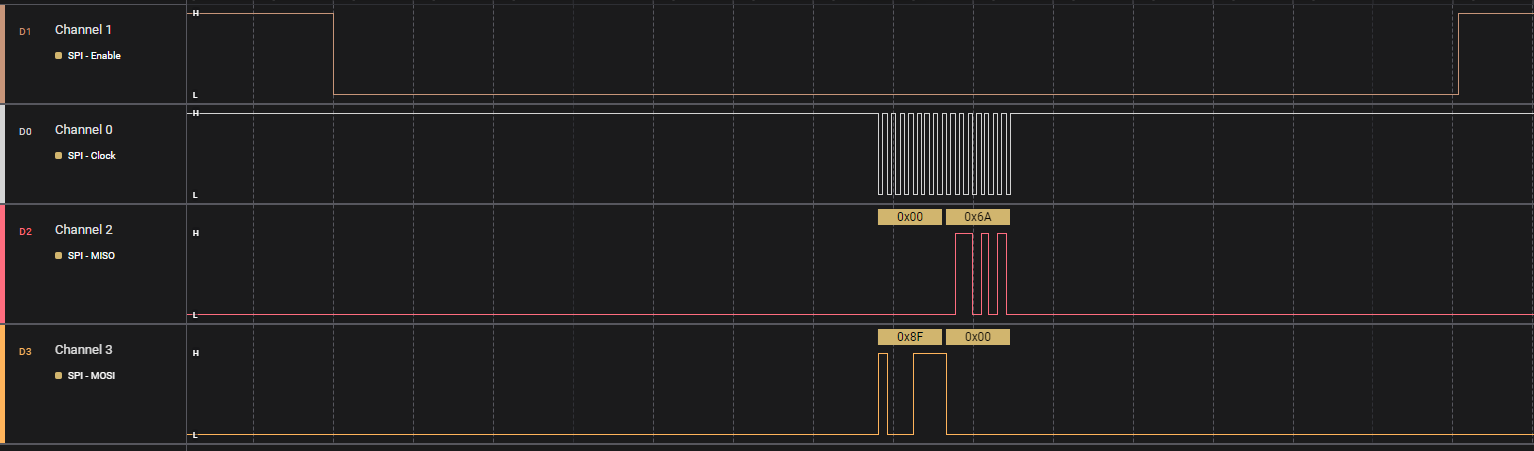 D1 Channel 1 H
SPI - Enable
L
D0 Channel 0 H
SPI - Clock
L
0x00 0x6A
D2 Channel 2 H
SPI - MISO
L
0x8F 0x00
D3 Channel 3 H
SPI - MOSI
L